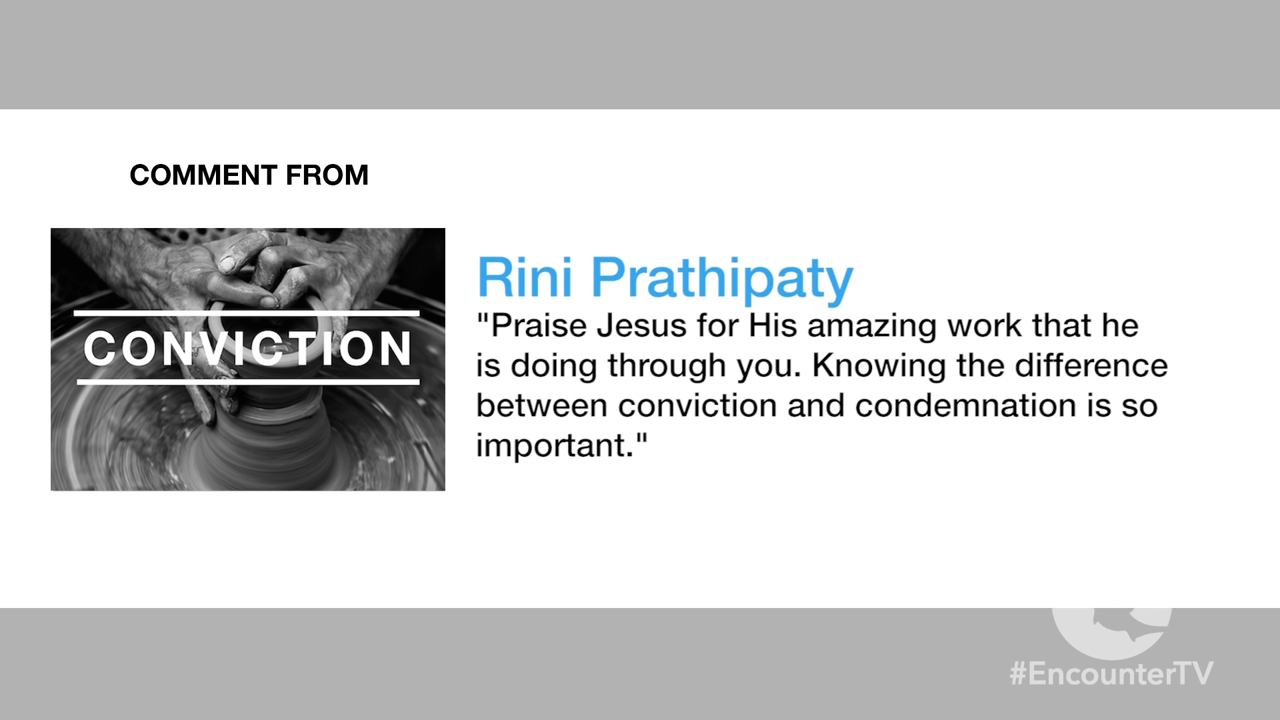 COMMENT FROM
CONVICTION
Rini Prathipaty
"Praise Jesus for His amazing work that he
is doing through you. Knowing the difference
between conviction and condemnation is so
important."
#EncounterTV